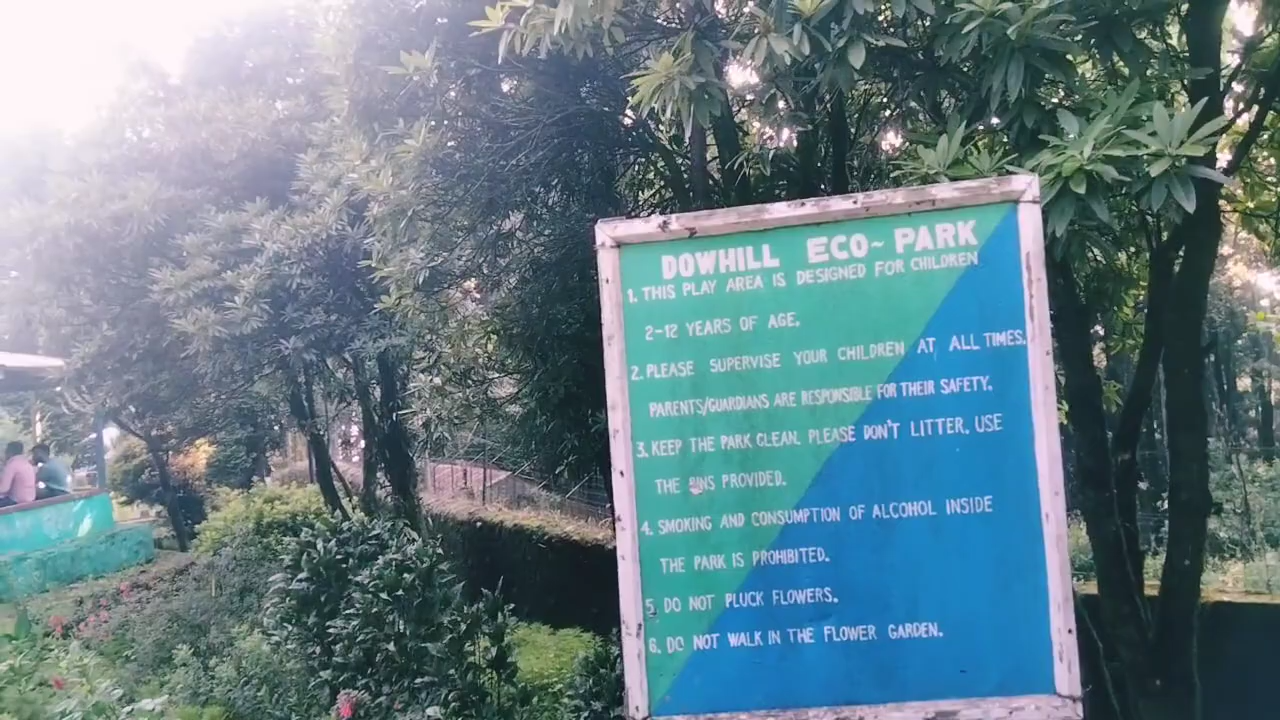 DOWHILL ECO~PARK
1. THIS PLAY AREA IS DESIGNED FOR CHILDREN
2-12 YEARS OF AGE.
2. PLEASE SUPERVISE YOUR CHILDREN AT ALL TIMES.
PARENTS/GUARDIANS ARE RESPONSIBLE FOR THEIR SAFETY.
3. KEEP THE PARK CLEAN. PLEASE DON'T LITTER. USE
THE BINS PROVIDED.
4. SMOKING AND CONSUMPTION OF ALCOHOL INSIDE
THE PARK IS PROHIBITED.
5. DO NOT PLUCK FLOWERS.
6. DO NOT WALK IN THE FLOWER GARDEN.